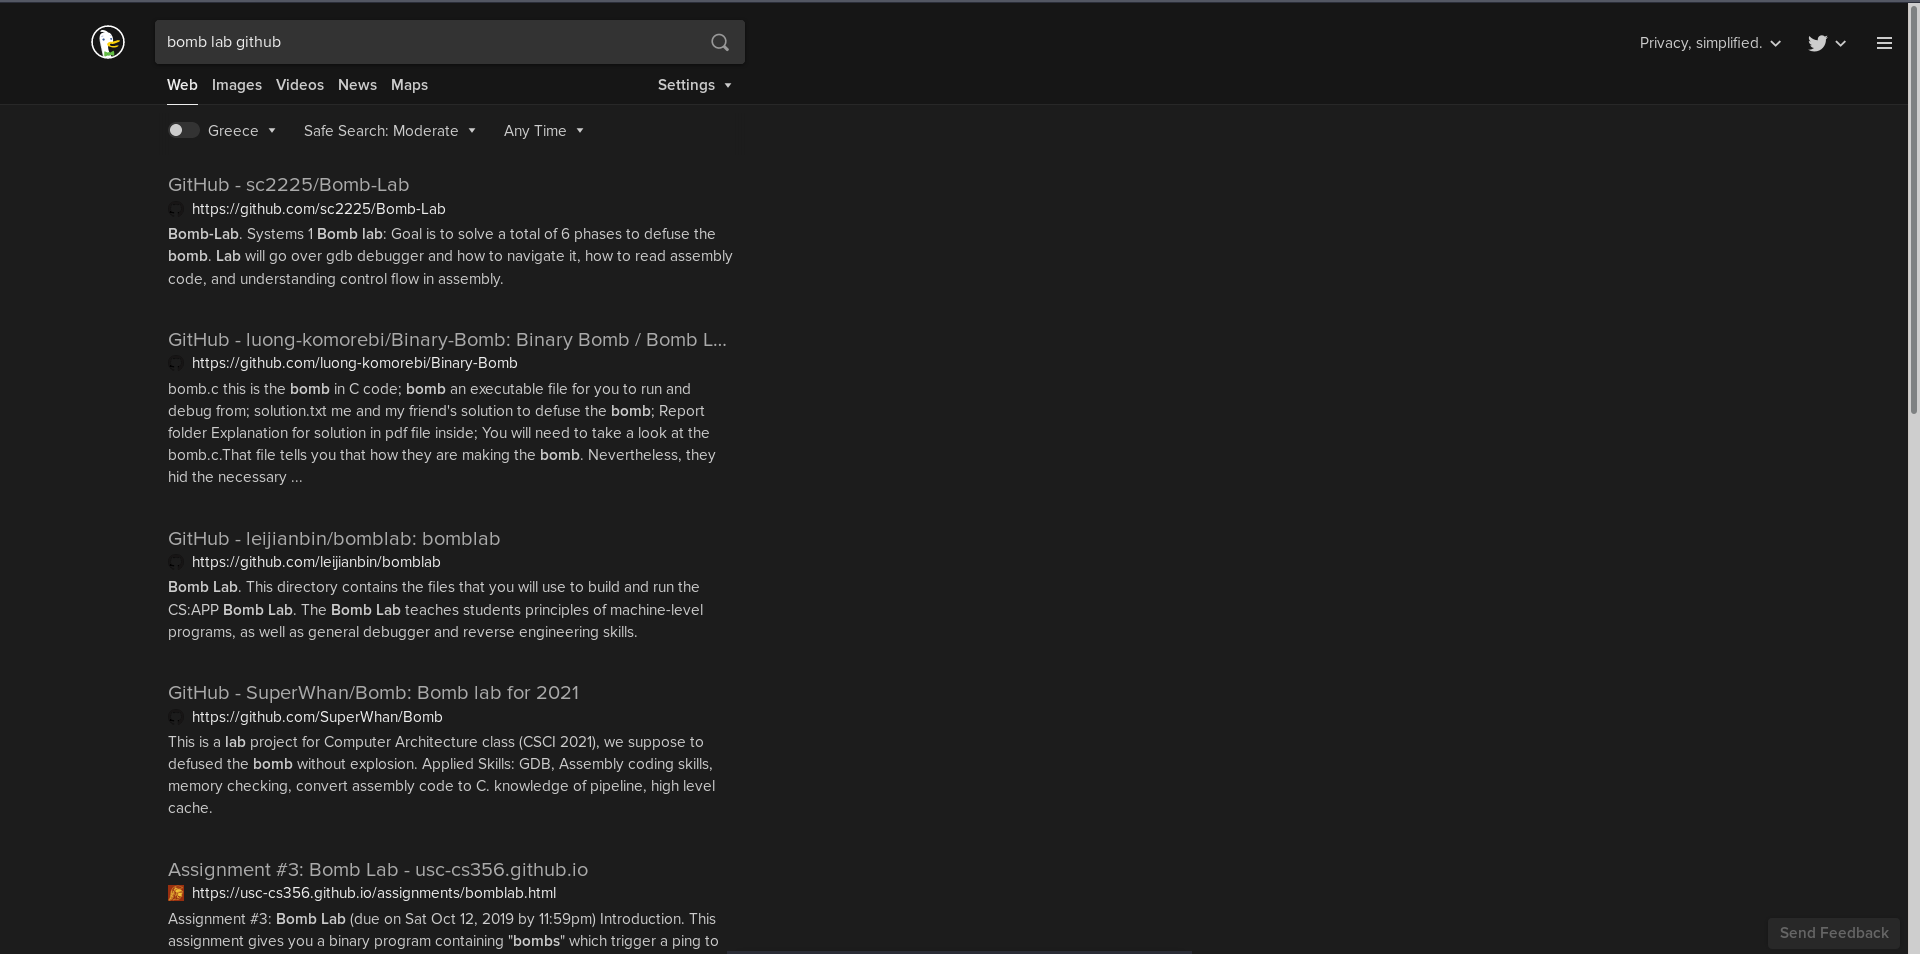 bomb lab github
Privacy, simplified.
Web Images Videos News Maps Settings
Greece Safe Search: Moderate Any Time
GitHub - sc2225/Bomb-Lab
https://github.com/sc2225/Bomb-Lab
Bomb-Lab. Systems 1 Bomb lab: Goal is to solve a total of 6 phases to defuse the
bomb. Lab will go over gdb debugger and how to navigate it, how to read assembly
code, and understanding control flow in assembly.
GitHub - luong-komorebi/Binary-Bomb: Binary Bomb / Bomb L...
https://github.com/luong-komorebi/Binary-Bomb
bomb.c this is the bomb in C code; bomb an executable file for you to run and
debug from; solution.txt me and my friend's solution to defuse the bomb; Report
folder Explanation for solution in pdf file inside; You will need to take a look at the
bomb.c.That file tells you that how they are making the bomb. Nevertheless, they
hid the necessary ...
GitHub - leijianbin/bomblab: bomblab
https://github.com/leijianbin/bomblab
Bomb Lab. This directory contains the files that you will use to build and run the
CS:APP Bomb Lab. The Bomb Lab teaches students principles of machine-level
programs, as well as general debugger and reverse engineering skills.
GitHub - SuperWhan/Bomb: Bomb lab for 2021
https://github.com/SuperWhan/Bomb
This is a lab project for Computer Architecture class (CSCI 2021), we suppose to
defused the bomb without explosion. Applied Skills: GDB, Assembly coding skills,
memory checking, convert assembly code to C. knowledge of pipeline, high level
cache.
Assignment #3: Bomb Lab - usc-cs356.github.io
https://usc-cs356.github.io/assignments/bomblab.html
Assignment #3: Bomb Lab (due on Sat Oct 12, 2019 by 11:59pm) Introduction. This
assignment gives you a binary program containing "bombs" which trigger a ping to
Send Feedback